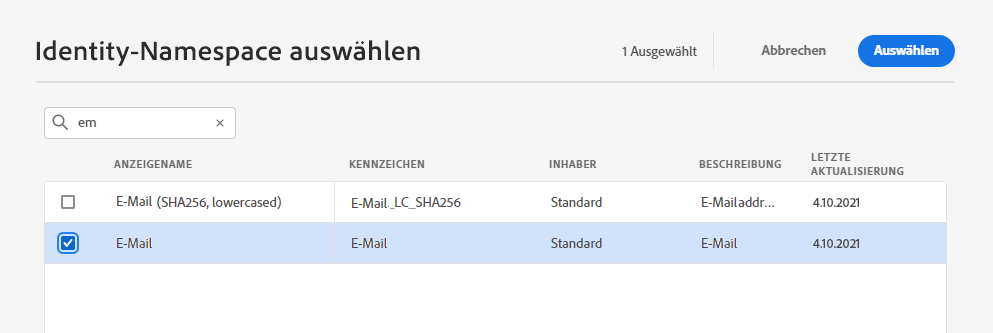 Identity-Namespace auswählen
1 Ausgewählt
Abbrechen
Auswählen
em
ANZEIGENAME KENNZEICHEN INHABER BESCHREIBUNG LETZTE AKTUALISIERUNG
E-Mail (SHA256, lowercased) E-Mail_LC_SHA256 Standard E-Mailaddr... 4.10.2021
E-Mail E-Mail Standard E-Mail 4.10.2021